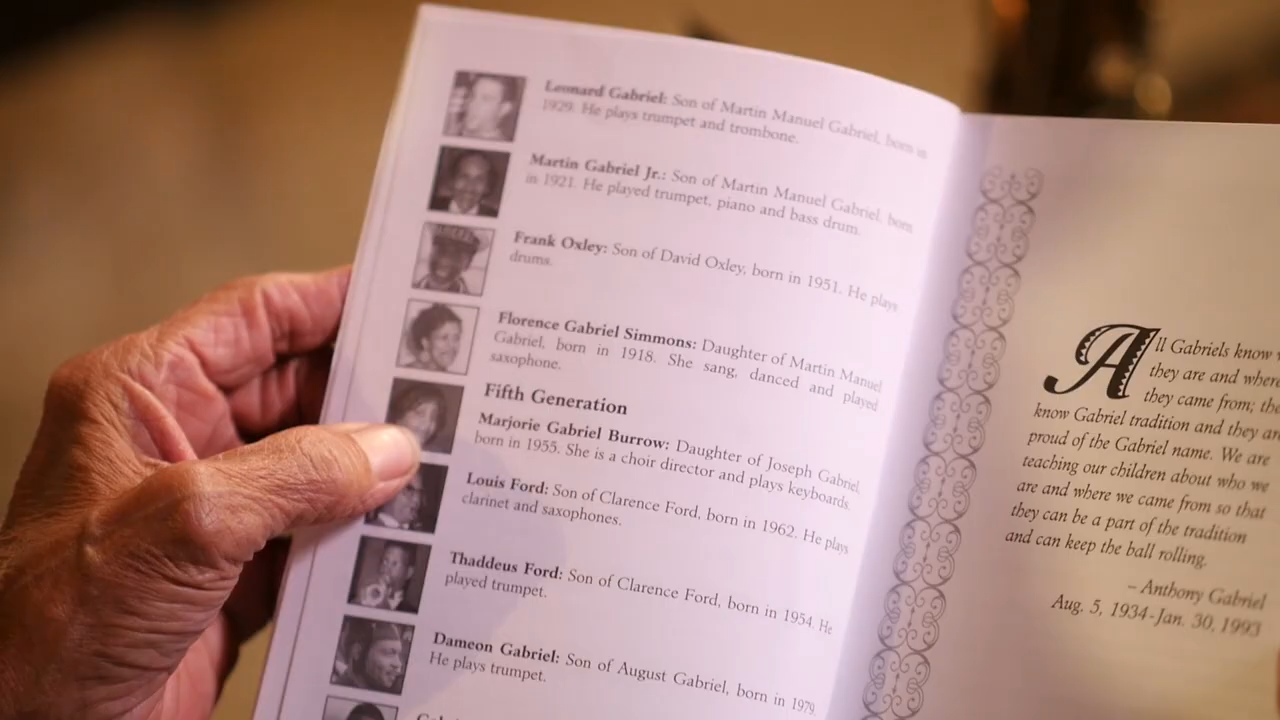 Leonard Gabriel: Son of Martin Manuel Gabriel, born in
1929. He plays trumpet and trombone.
Martin Gabriel Jr.: Son of Martin Manuel Gabriel, born
in 1921. He played trumpet, piano and bass drum.
Frank Oxley: Son of David Oxley, born in 1951. He plays
drums.
Florence Gabriel Simmons: Daughter of Martin Manuel
Gabriel, born in 1918. She sang, danced and played
saxophone.
Fifth Generation
Marjorie Gabriel Burrow: Daughter of Joseph Gabriel,
born in 1955. She is a choir director and plays keyboards.
Louis Ford: Son of Clarence Ford, born in 1962. He plays
clarinet and saxophones.
Thaddeus Ford: Son of Clarence Ford, born in 1954. He
played trumpet.
Dameon Gabriel: Son of August Gabriel, born in 1979.
He plays trumpet.
All Gabriels know
they are and where
they came from; 
know Gabriel tradition and they
proud of the Gabriel name. We are
teaching our children about who we
are and where we came from so that
they can be a part of the tradition
and can keep the ball rolling.
– Anthony Gabriel
Aug. 5, 1934-Jan. 30, 1993